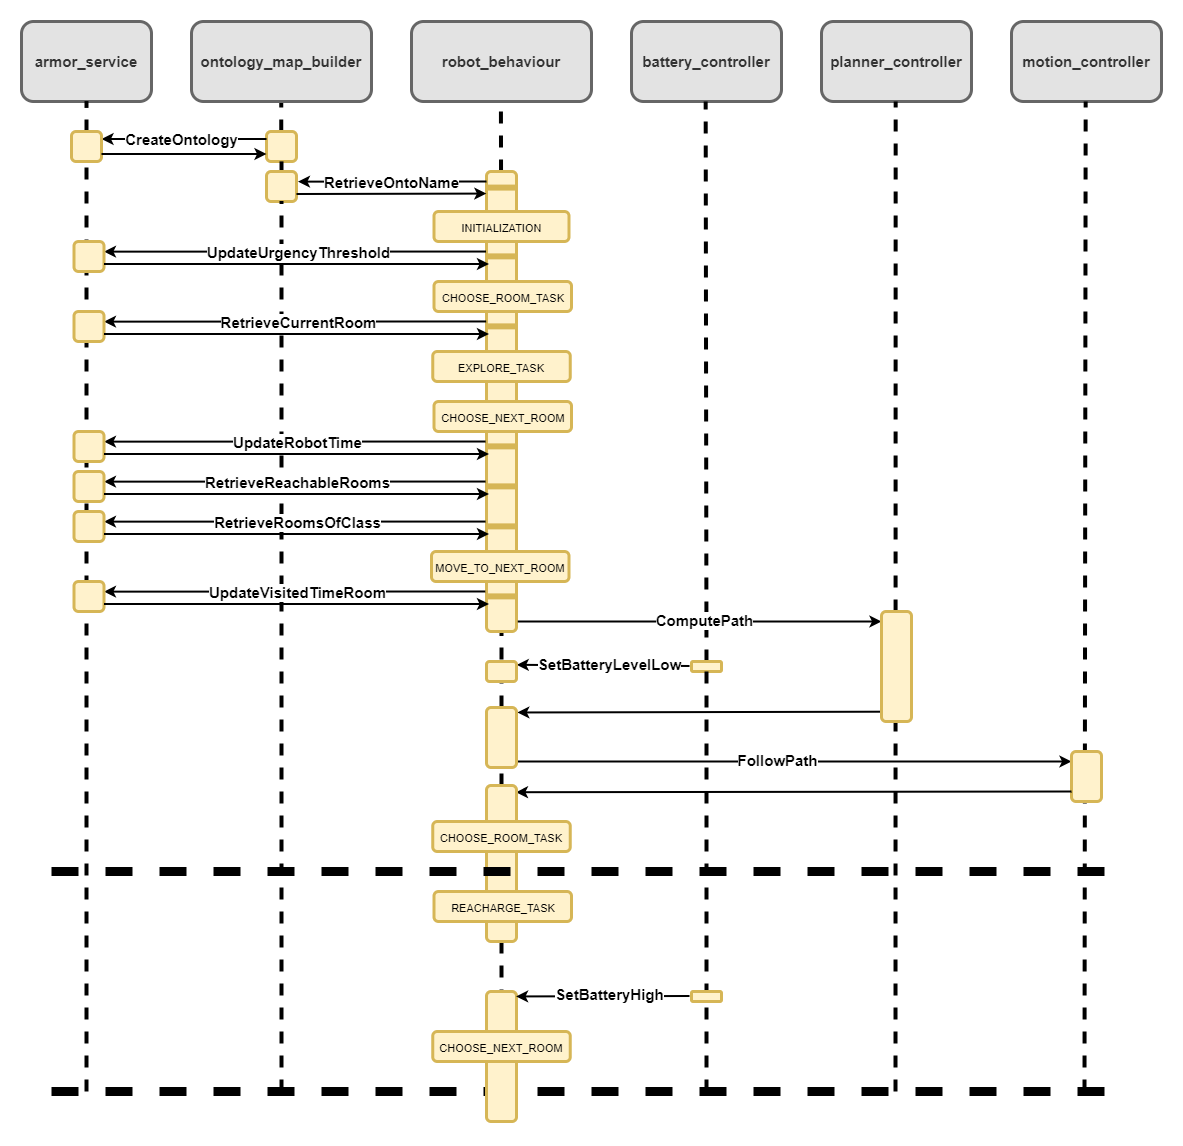 armor_service
ontology_map_builder
robot_behaviour
battery_controller
planner_controller
motion_controller
CreateOntology
RetrieveOntoName
INITIALIZATION
UpdateUrgencyThreshold
CHOOSE_ROOM_TASK
RetrieveCurrentRoom
EXPLORE_TASK
CHOOSE_NEXT_ROOM
UpdateRobotTime
RetrieveReachableRooms
RetrieveRoomsOfClass
MOVE_TO_NEXT_ROOM
UpdateVisitedTimeRoom
ComputePath
SetBatteryLevelLow
FollowPath
CHOOSE_ROOM_TASK
REACHARGE_TASK
SetBatteryHigh
CHOOSE_NEXT_ROOM